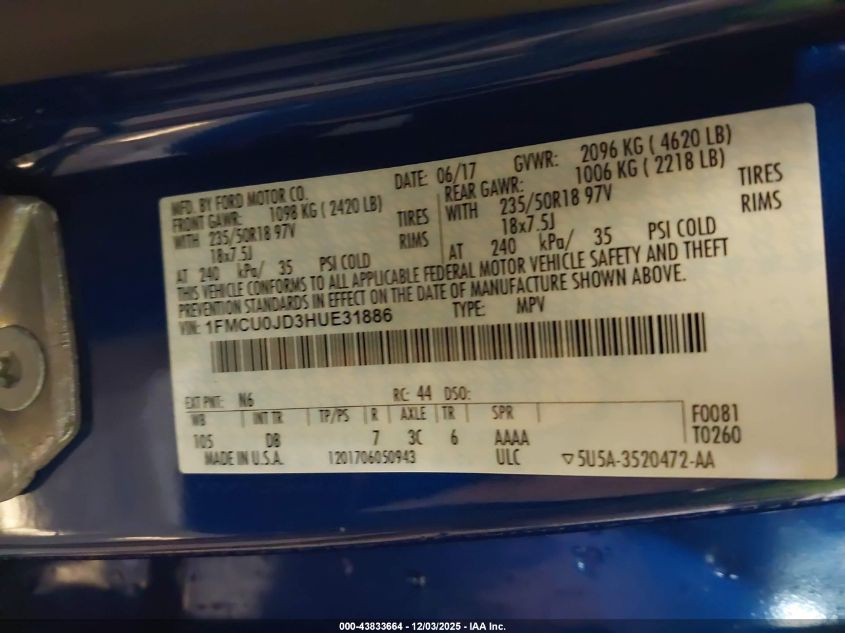 MFD. BY FORD MOTOR CO. DATE: 06/17 GVWR: 2096 KG ( 4620 LB)
FRONT GAWR: 1098 KG ( 2420 LB) REAR GAWR: 1006 KG ( 2218 LB)
WITH 235/50R18 97V TIRES WITH 235/50R18 97V TIRES
18x7.5J RIMS 18x7.5J RIMS
AT 240 kPa/ 35 PSI COLD AT 240 kPa/ 35 PSI COLD
THIS VEHICLE CONFORMS TO ALL APPLICABLE FEDERAL MOTOR VEHICLE SAFETY AND THEFT
PREVENTION STANDARDS IN EFFECT ON THE DATE OF MANUFACTURE SHOWN ABOVE.
VIN: 1FMCU0JD3HUE31886 TYPE: MPV
EXT PNT: N6 RC: 44 DSO:
WB INT TR TP/PS R AXLE TR SPR F0081
105 DB 7 3C 6 AAAA T0260
MADE IN U.S.A. 1201706050943 ULC ▽5U5A-3520472-AA
000-43833664 - 12/03/2025 - IAA Inc.